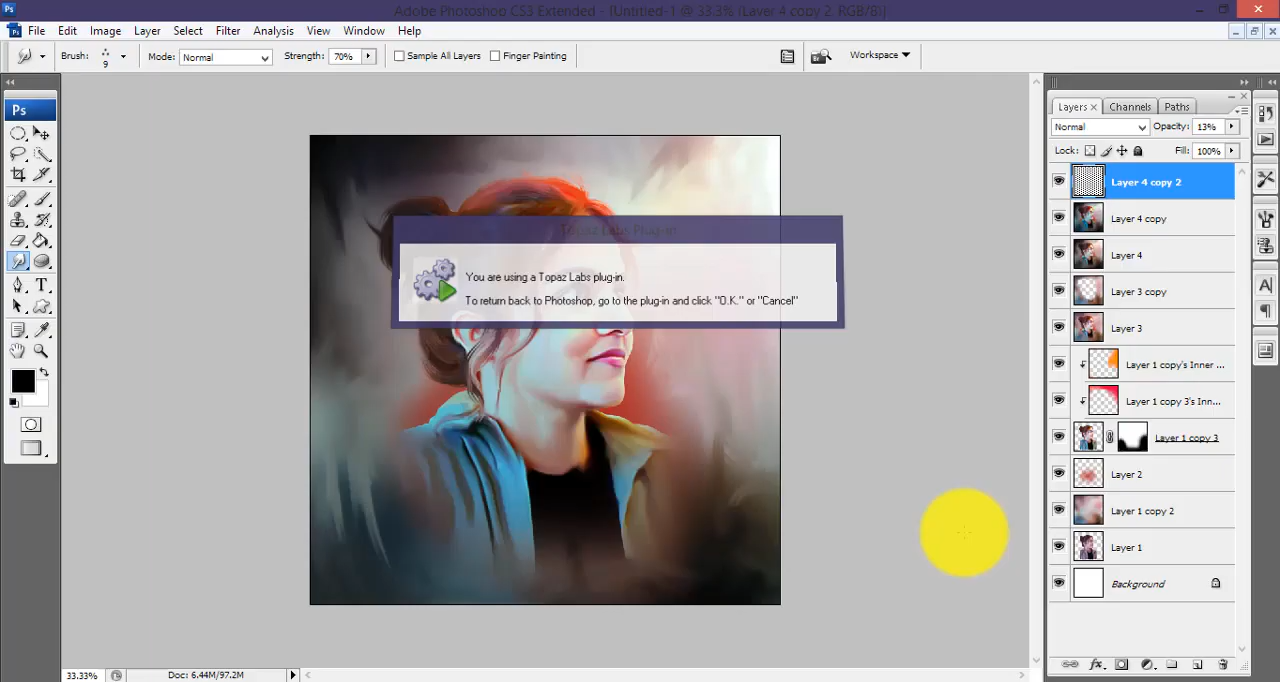 Ps Adobe Photoshop CS3 Extended - [Untitled-1 @ 33.3% (Layer 4 copy 2, RGB/8)]
Ps File Edit Image Layer Select Filter Analysis View Window Help
Brush: 9 Mode: Normal Strength: 70% Sample All Layers Finger Painting Workspace
Ps
Layers Channels Paths
Normal Opacity: 13%
Lock: Fill: 100%
Layer 4 copy 2
Layer 4 copy
Topaz Labs Plug-in
Layer 4
You are using a Topaz Labs plug-in.
To return back to Photoshop, go to the plug-in and click "O.K." or "Cancel"
Layer 3 copy
Layer 3
Layer 1 copy's Inner ...
Layer 1 copy 3's Inn...
Layer 1 copy 3
Layer 2
Layer 1 copy 2
Layer 1
Background
33.33% Doc: 6.44M/97.2M